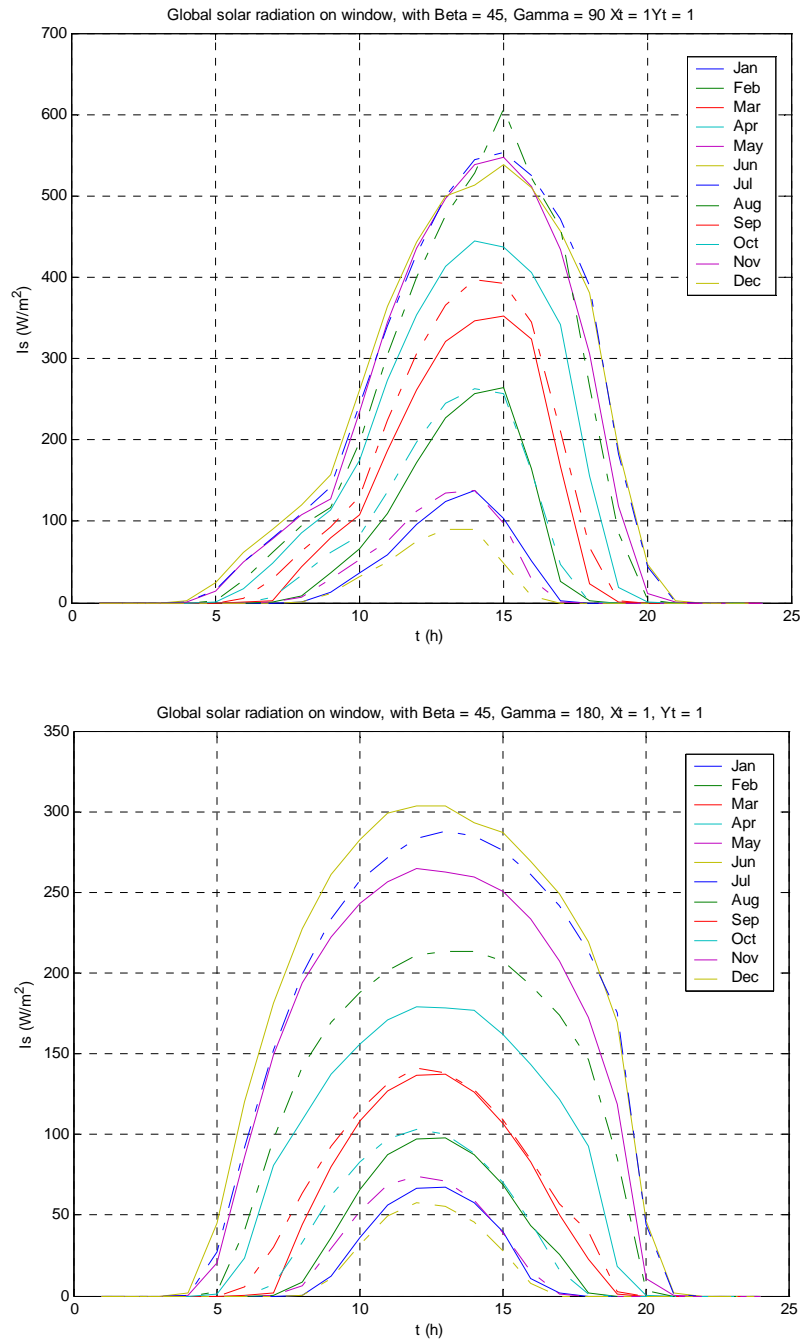 Global solar radiation on window, with Beta = 45, Gamma = 90 Xt = 1Yt = 1
700
600
500
400
300
200
100
0
Is (W/m²)
0
5
10
15
20
25
t (h)
Jan
Feb
Mar
Apr
May
Jun
Jul
Aug
Sep
Oct
Nov
Dec
Global solar radiation on window, with Beta = 45, Gamma = 180, Xt = 1, Yt = 1
350
300
250
200
150
100
50
0
Is (W/m²)
0
5
10
15
20
25
t (h)
Jan
Feb
Mar
Apr
May
Jun
Jul
Aug
Sep
Oct
Nov
Dec